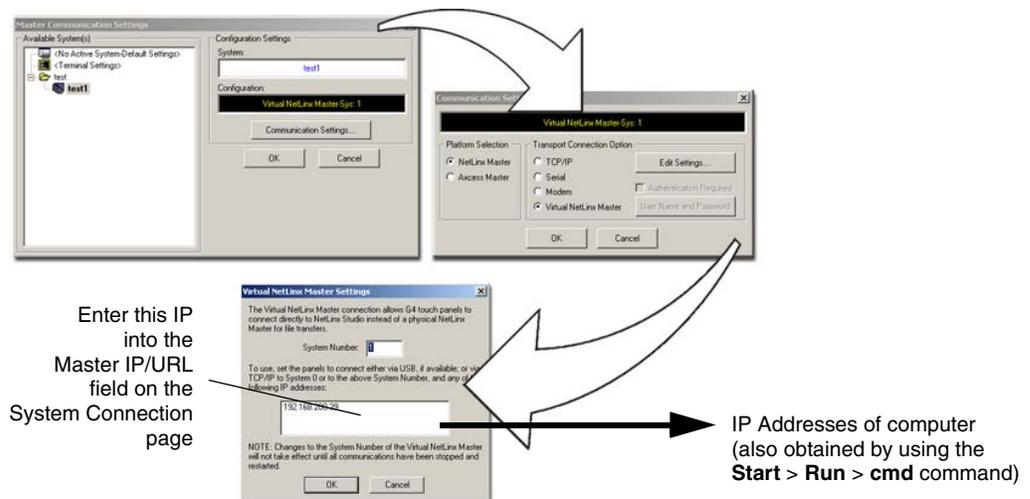 Master Communication Settings
Available System(s)
<No Active System-Default Settings>
<Terminal Settings>
test
test1
Configuration Settings
System:
test1
Configuration:
Virtual NetLinx Master-Sys: 1
Communication Settings...
OK
Cancel
Communication Sett
Virtual NetLinx Master-Sys: 1
Platform Selection
NetLinx Master
Axcess Master
Transport Connection Option
TCP/IP
Serial
Modem
Virtual NetLinx Master
Edit Settings...
Authentication Required
User Name and Password
OK
Cancel
Virtual NetLinx Master Settings
The Virtual NetLinx Master connection allows G4 touch panels to
connect directly to NetLinx Studio instead of a physical NetLinx
Master for file transfers.
System Number: 1
To use, set the panels to connect either via USB, if available; or via
TCP/IP to System 0 or to the above System Number, and any of
following IP addresses:
192.168.200.39
NOTE: Changes to the System Number of the Virtual NetLinx Master
will not take effect until all communications have been stopped and
restarted.
OK
Cancel
Enter this IP
into the
Master IP/URL
field on the
System Connection
page
IP Addresses of computer
(also obtained by using the
Start > Run > cmd command)